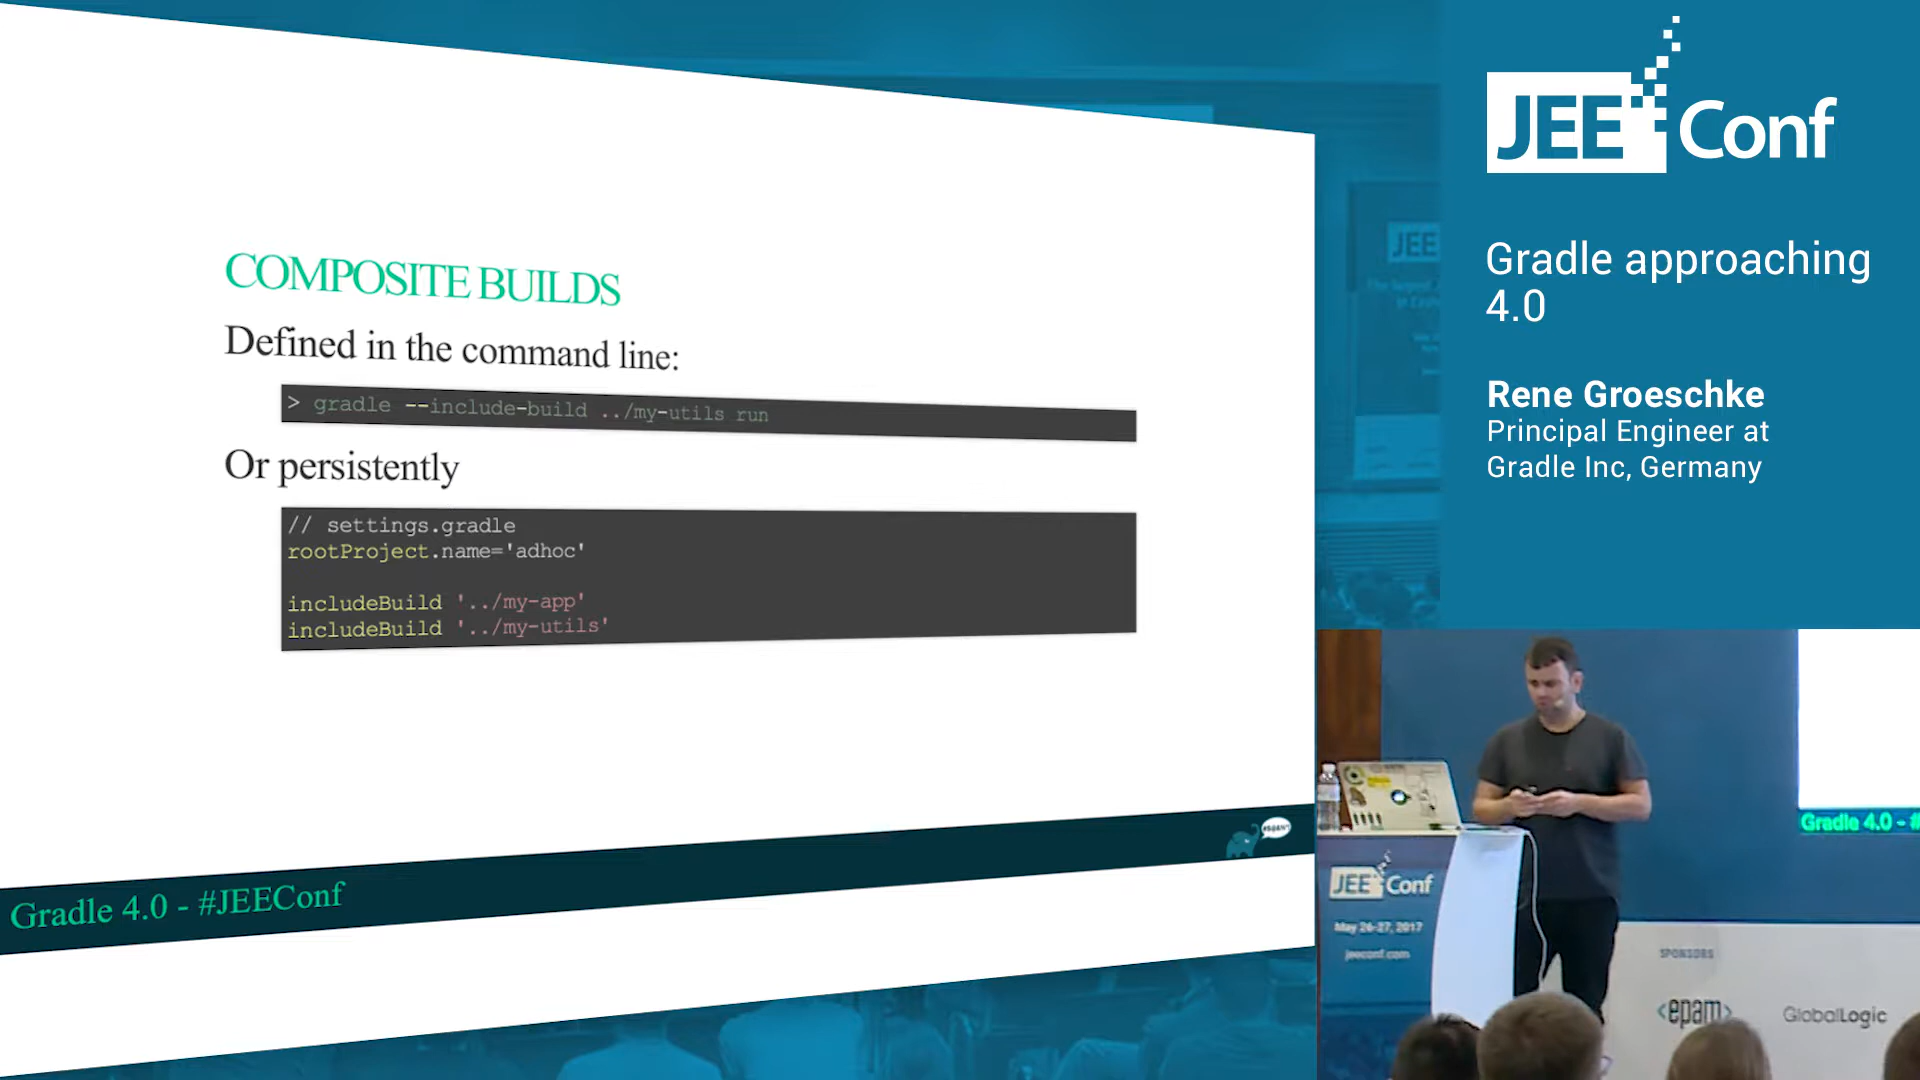 COMPOSITE BUILDS
Defined in the command line:
> gradle --include-build ../my-utils run
Or persistently
// settings.gradle
rootProject.name='adhoc'
includeBuild '../my-app'
includeBuild '../my-utils'
Gradle 4.0 - #JEEConf
JEE Conf
Gradle approaching
4.0
Rene Groeschke
Principal Engineer at
Gradle Inc, Germany
JEE
Gradle 4.0 - #
JEE Conf
May 26-27, 2017
jeeconf.com
SPONSORS
<epam>
GlobalLogic